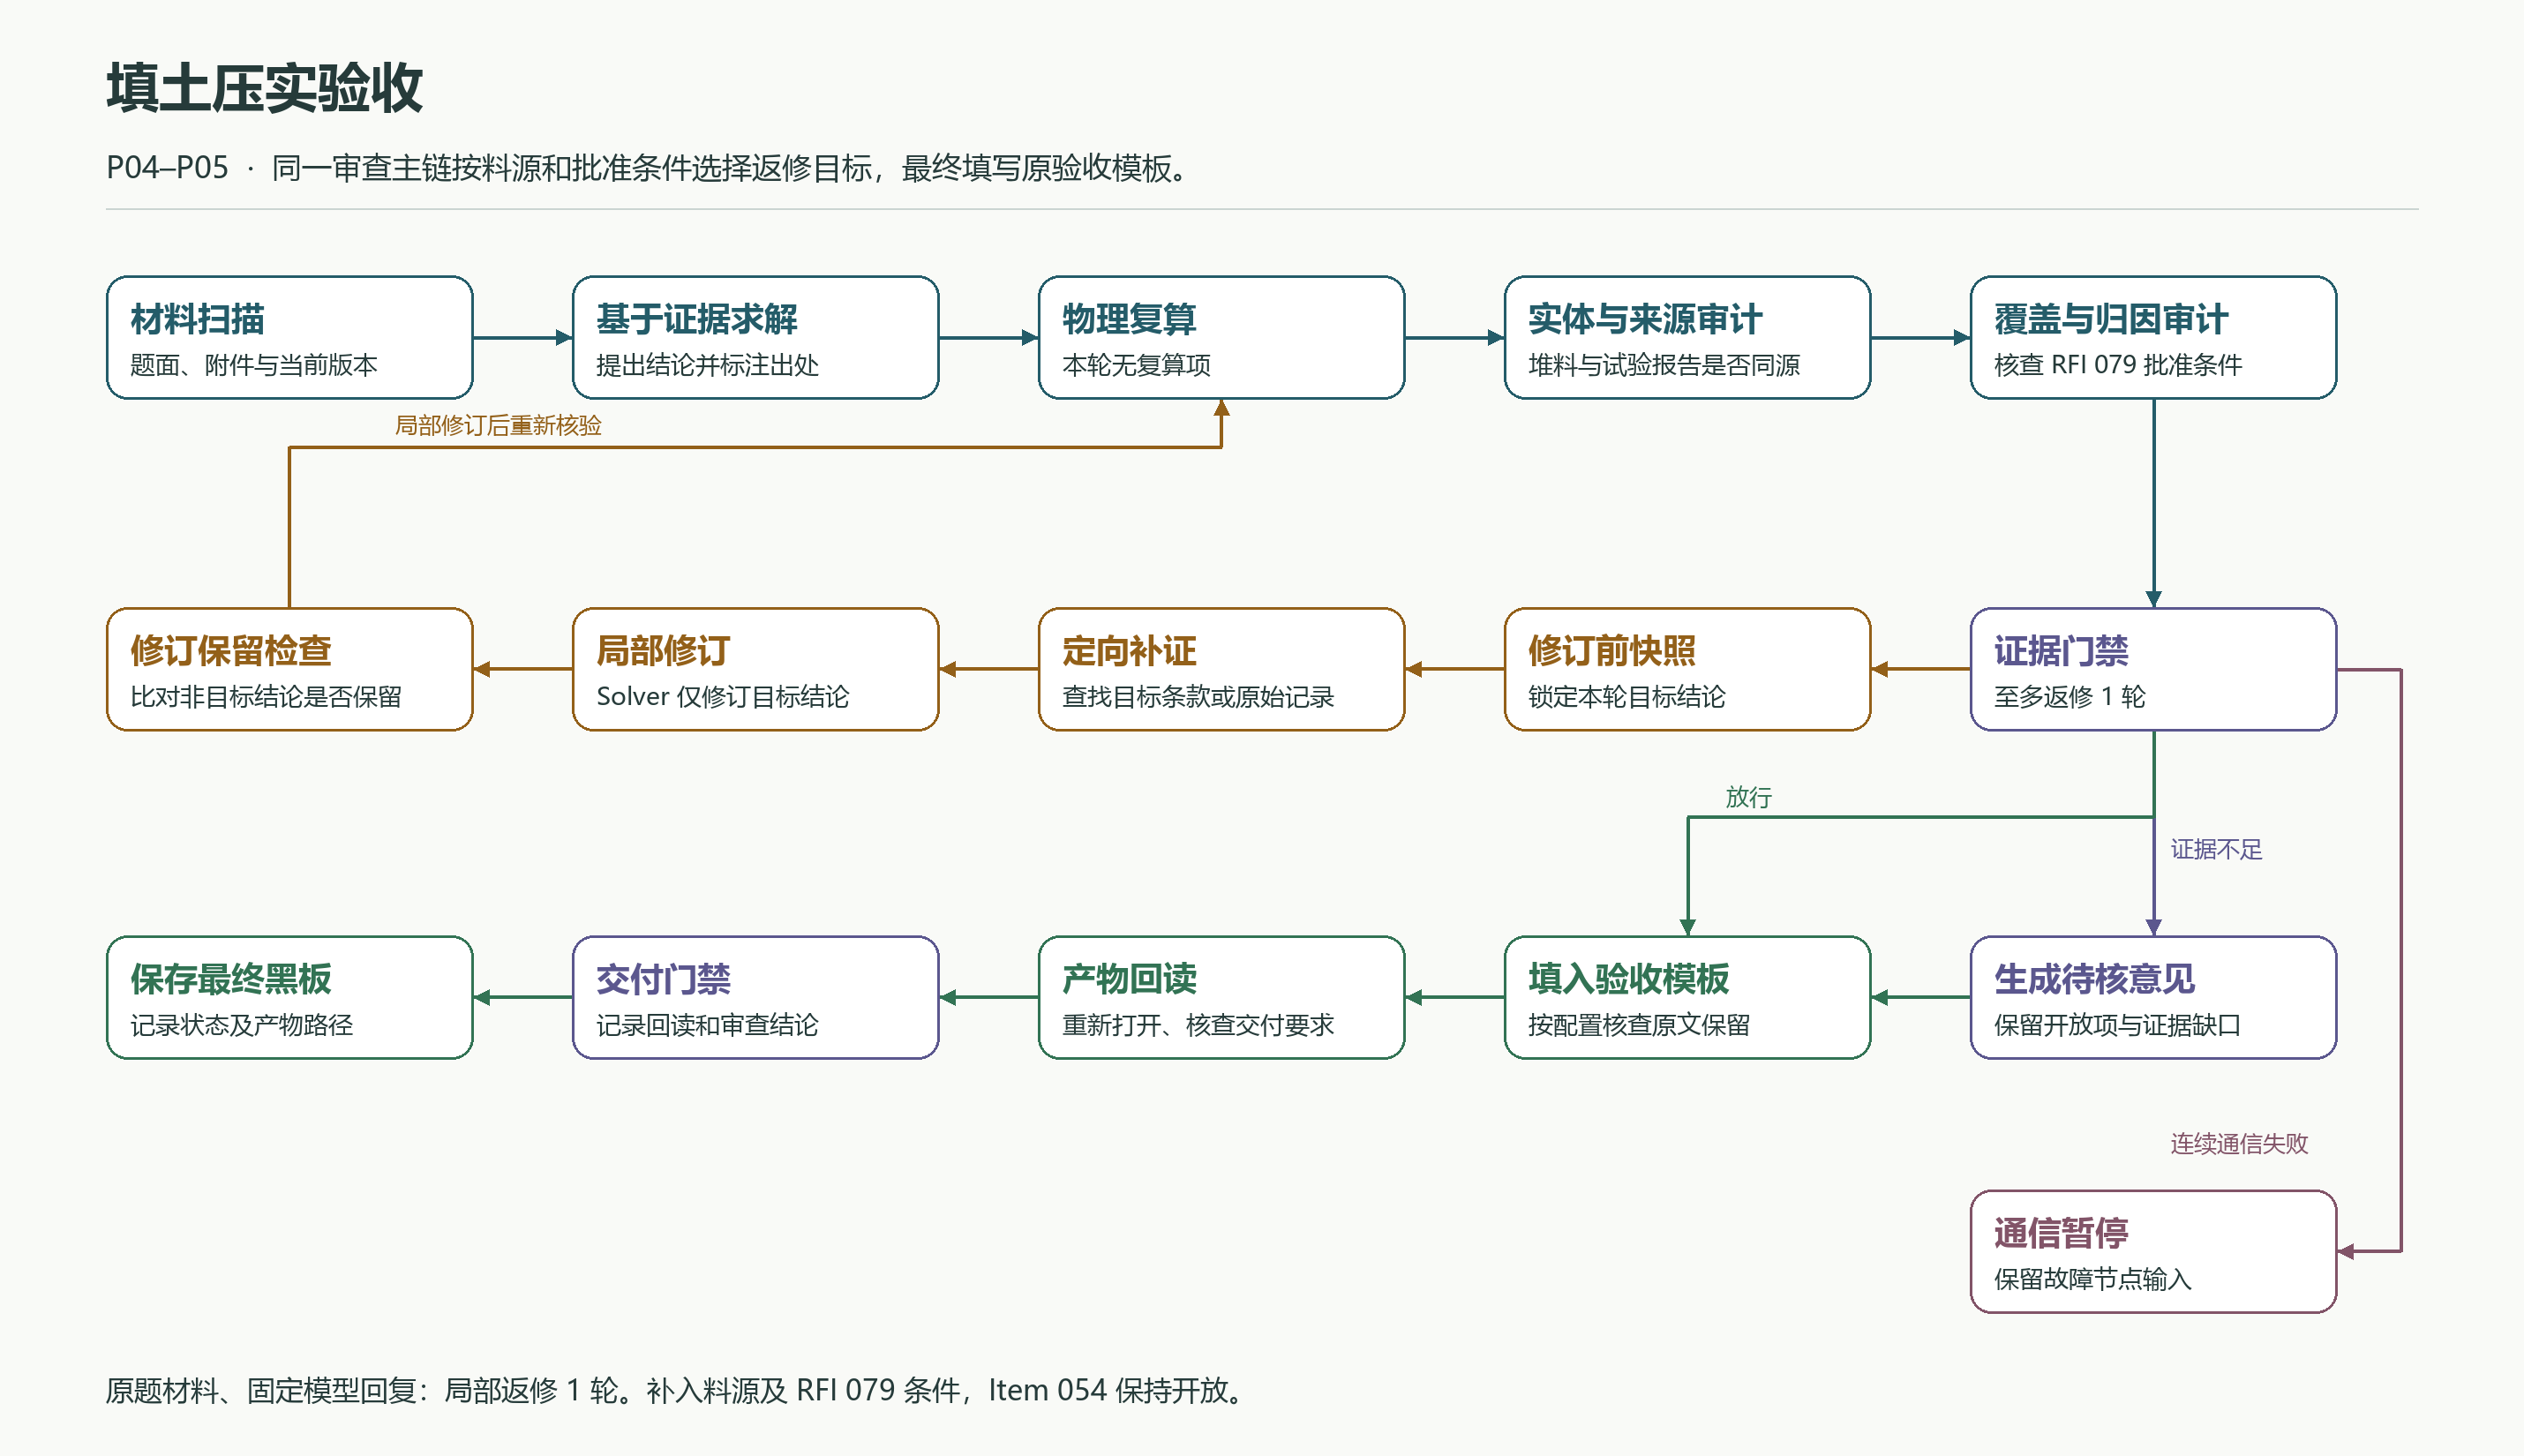 填土压实验收
P04–P05 · 同一审查主链按料源和批准条件选择返修目标，最终填写原验收模板。
材料扫描
题面、附件与当前版本
基于证据求解
提出结论并标注出处
物理复算
本轮无复算项
实体与来源审计
堆料与试验报告是否同源
覆盖与归因审计
核查 RFI 079 批准条件
局部修订后重新核验
修订保留检查
比对非目标结论是否保留
局部修订
Solver 仅修订目标结论
定向补证
查找目标条款或原始记录
修订前快照
锁定本轮目标结论
证据门禁
至多返修 1 轮
放行
证据不足
保存最终黑板
记录状态及产物路径
交付门禁
记录回读和审查结论
产物回读
重新打开、核查交付要求
填入验收模板
按配置核查原文保留
生成待核意见
保留开放项与证据缺口
连续通信失败
通信暂停
保留故障节点输入
原题材料、固定模型回复：局部返修 1 轮。补入料源及 RFI 079 条件，Item 054 保持开放。